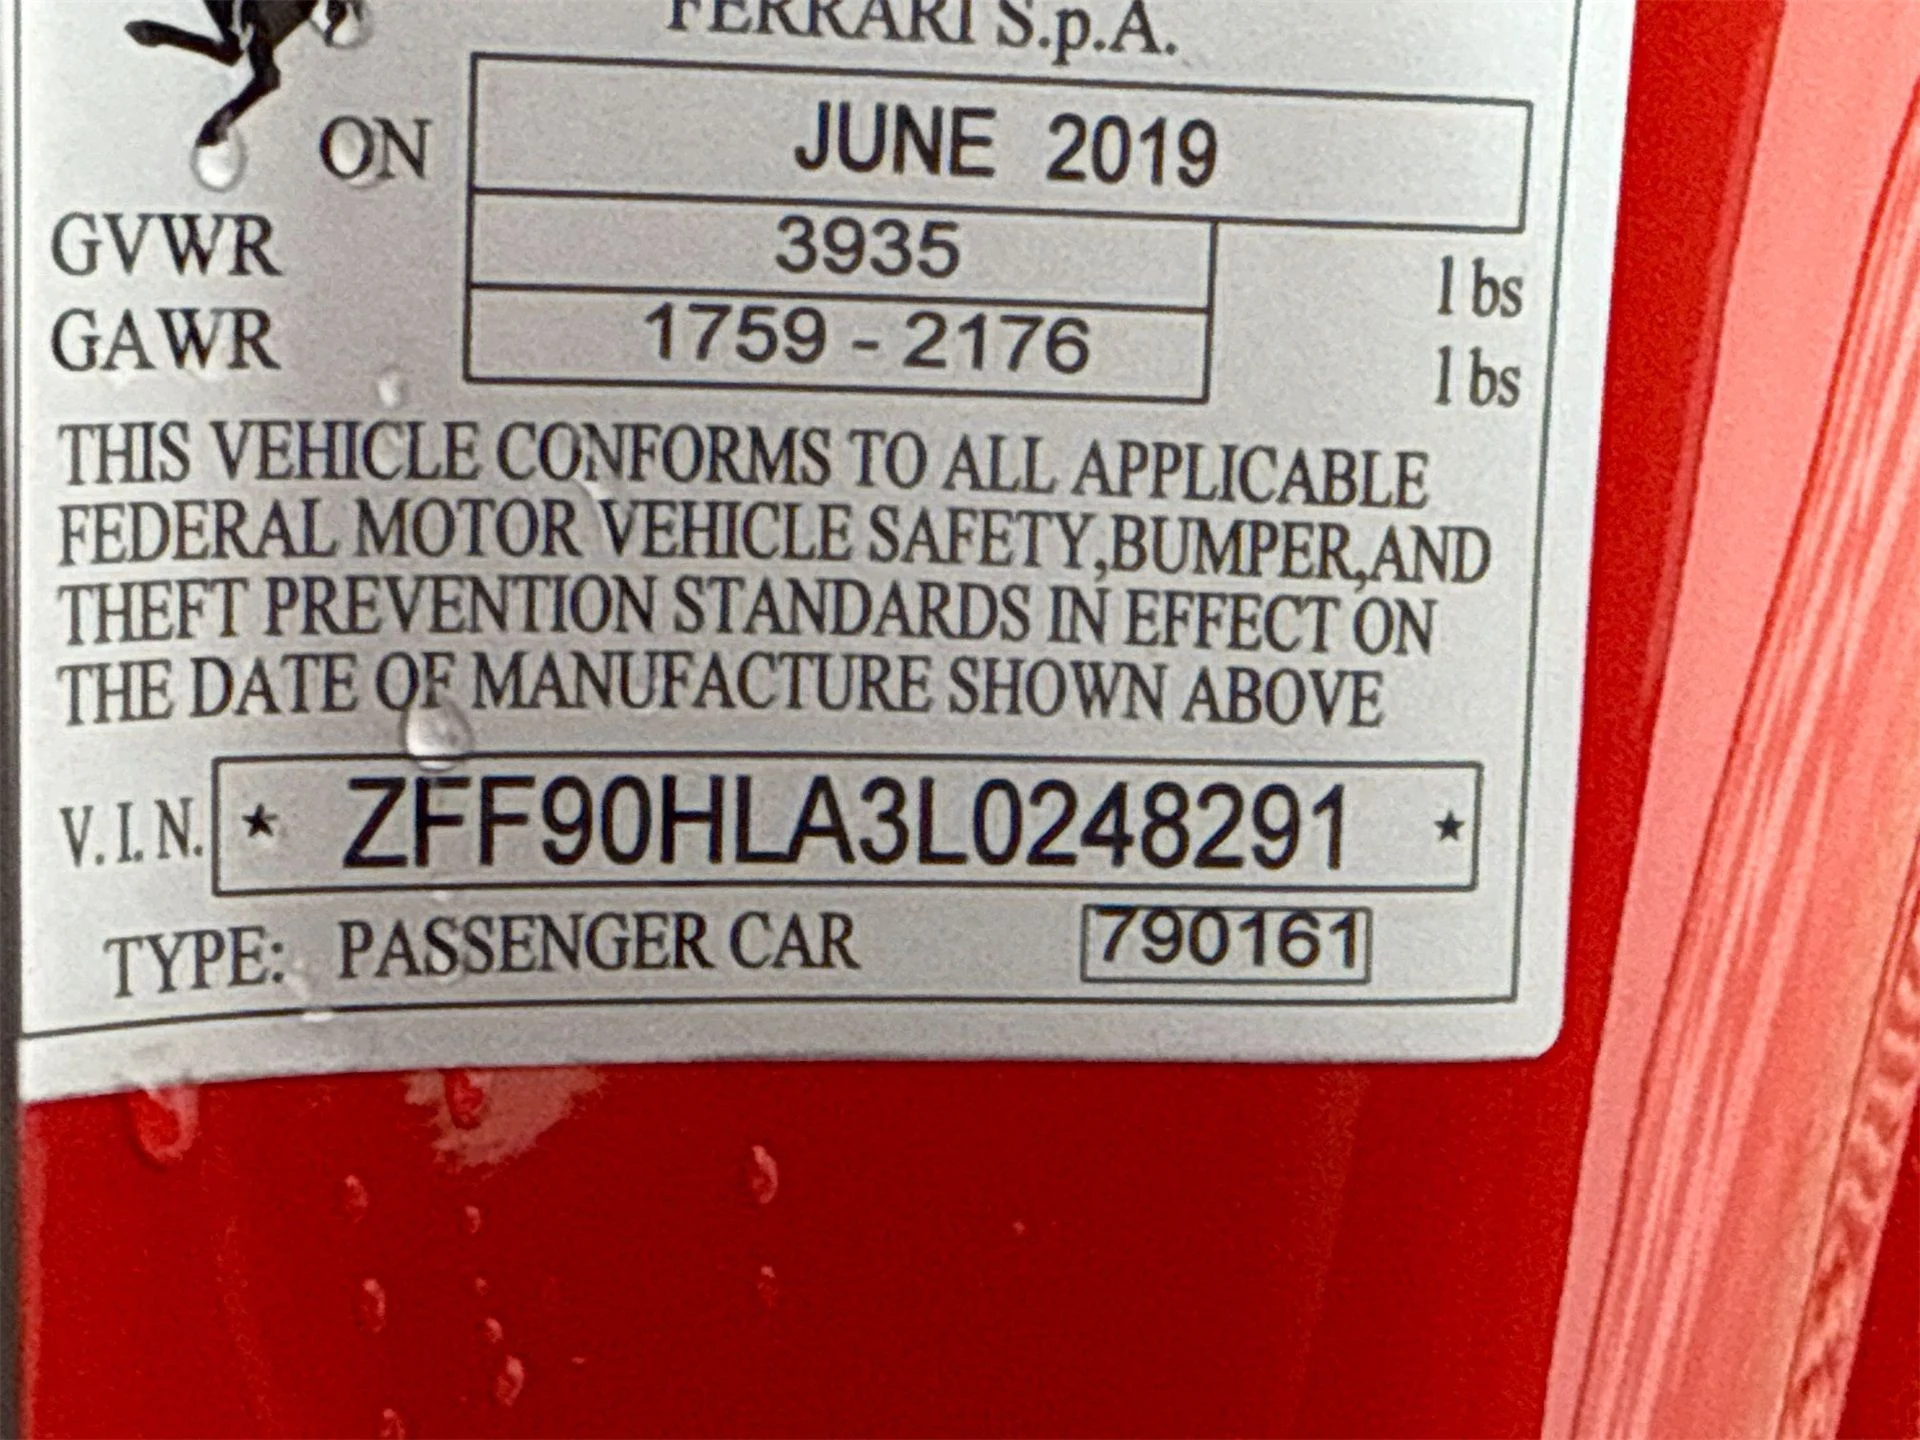 FERRARI S.p.A.
ON JUNE 2019
GVWR 3935 lbs
GAWR 1759 - 2176 lbs
THIS VEHICLE CONFORMS TO ALL APPLICABLE
FEDERAL MOTOR VEHICLE SAFETY,BUMPER,AND
THEFT PREVENTION STANDARDS IN EFFECT ON
THE DATE OF MANUFACTURE SHOWN ABOVE
V.I.N. ★ ZFF90HLA3L0248291 ★
TYPE: PASSENGER CAR 790161